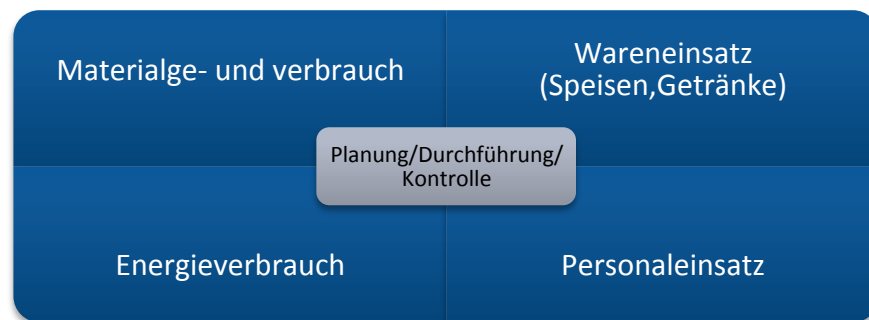 Materialge- und verbrauch
Wareneinsatz
(Speisen,Getränke)
Planung/Durchführung/
Kontrolle
Energieverbrauch
Personaleinsatz